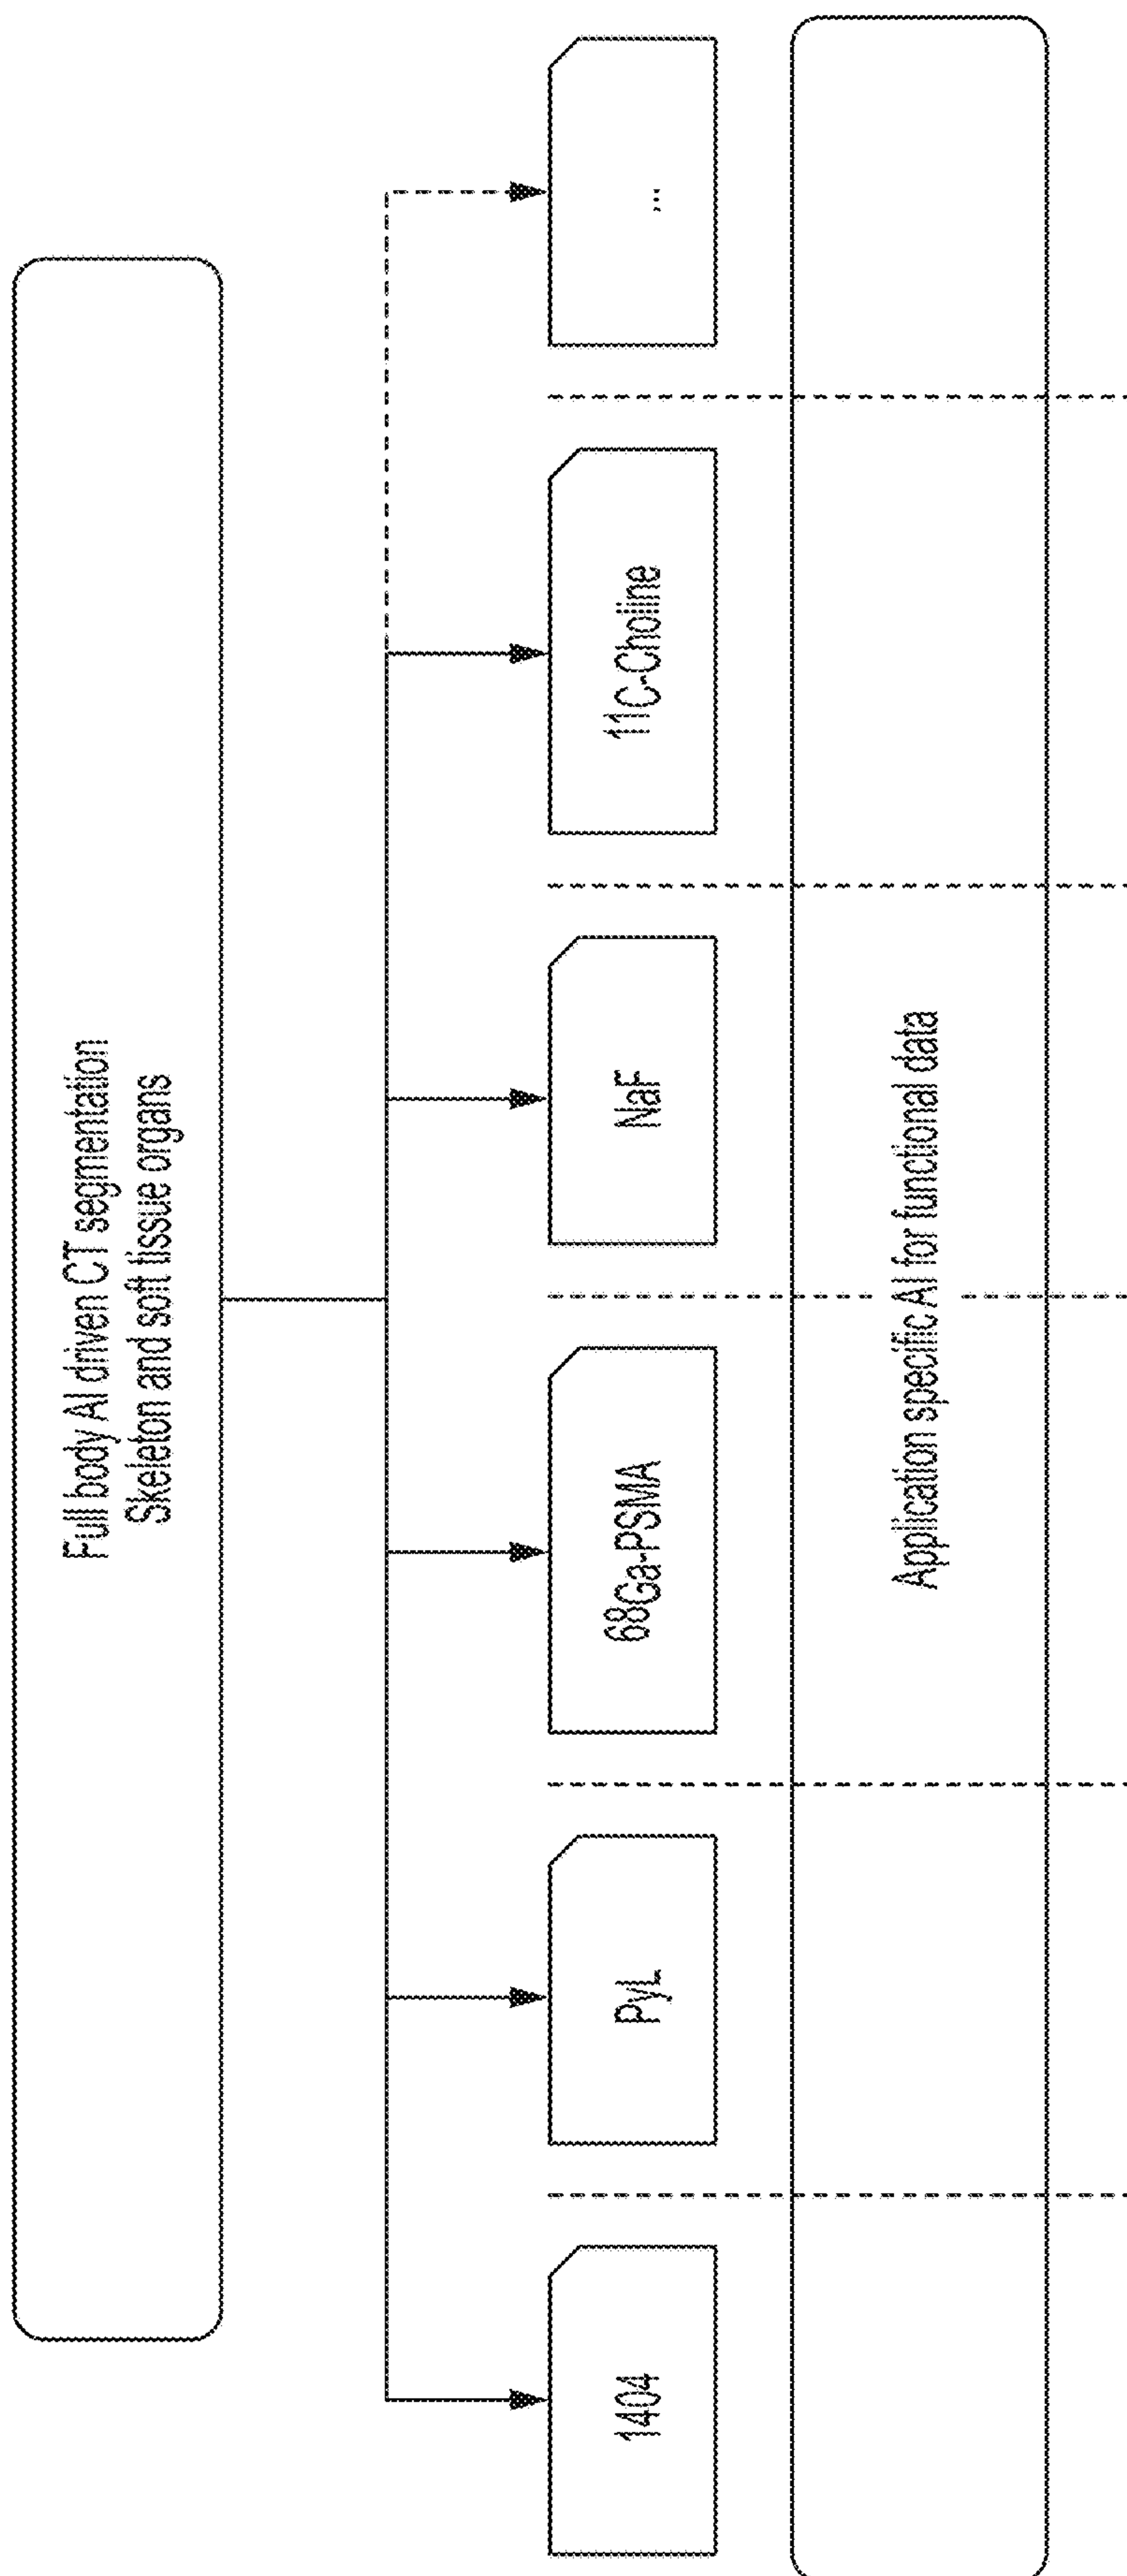 Full body AI driven CT segmentation
Skeleton and soft tissue organs
1404
PyL
⁶⁸Ga-PSMA
NaF
¹¹C-Choline
...
Application specific AI for functional data